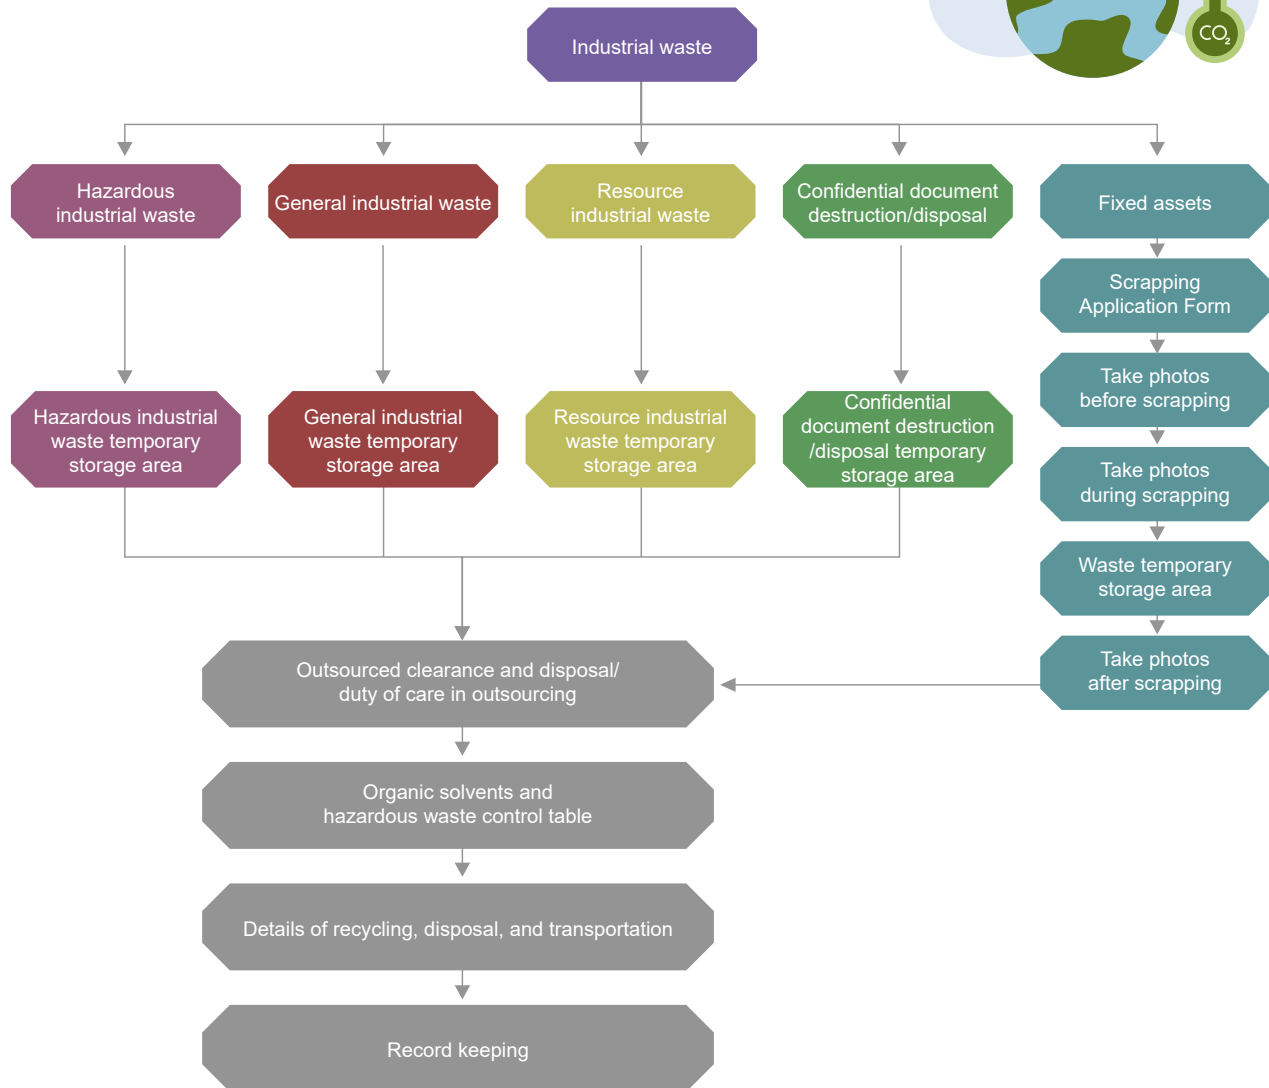 CO₂
Industrial waste
Hazardous
industrial waste
General industrial waste
Resource
industrial waste
Confidential document
destruction/disposal
Fixed assets
Scrapping
Application Form
Take photos
before scrapping
Take photos
during scrapping
Waste temporary
storage area
Take photos
after scrapping
Hazardous industrial
waste temporary
storage area
General industrial
waste temporary
storage area
Resource industrial
waste temporary
storage area
Confidential
document destruction
/disposal temporary
storage area
Outsourced clearance and disposal/
duty of care in outsourcing
Organic solvents and
hazardous waste control table
Details of recycling, disposal, and transportation
Record keeping